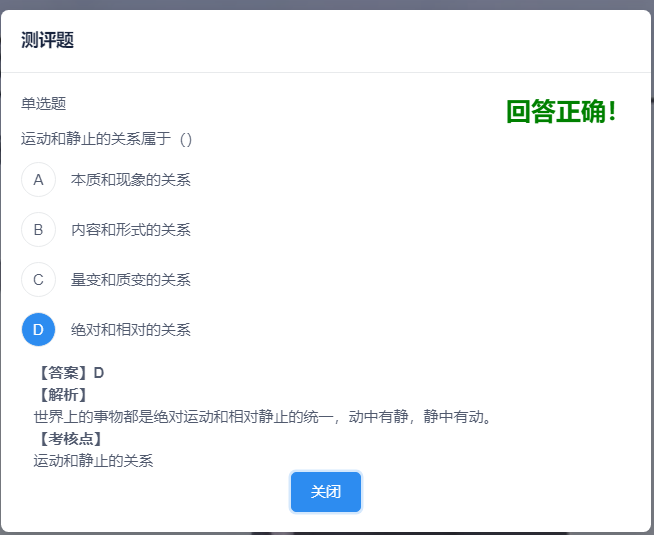 测评题
单选题
回答正确！
运动和静止的关系属于（）
A 本质和现象的关系
B 内容和形式的关系
C 量变和质变的关系
D 绝对和相对的关系
【答案】D
【解析】
世界上的事物都是绝对运动和相对静止的统一，动中有静，静中有动。
【考核点】
运动和静止的关系
关闭